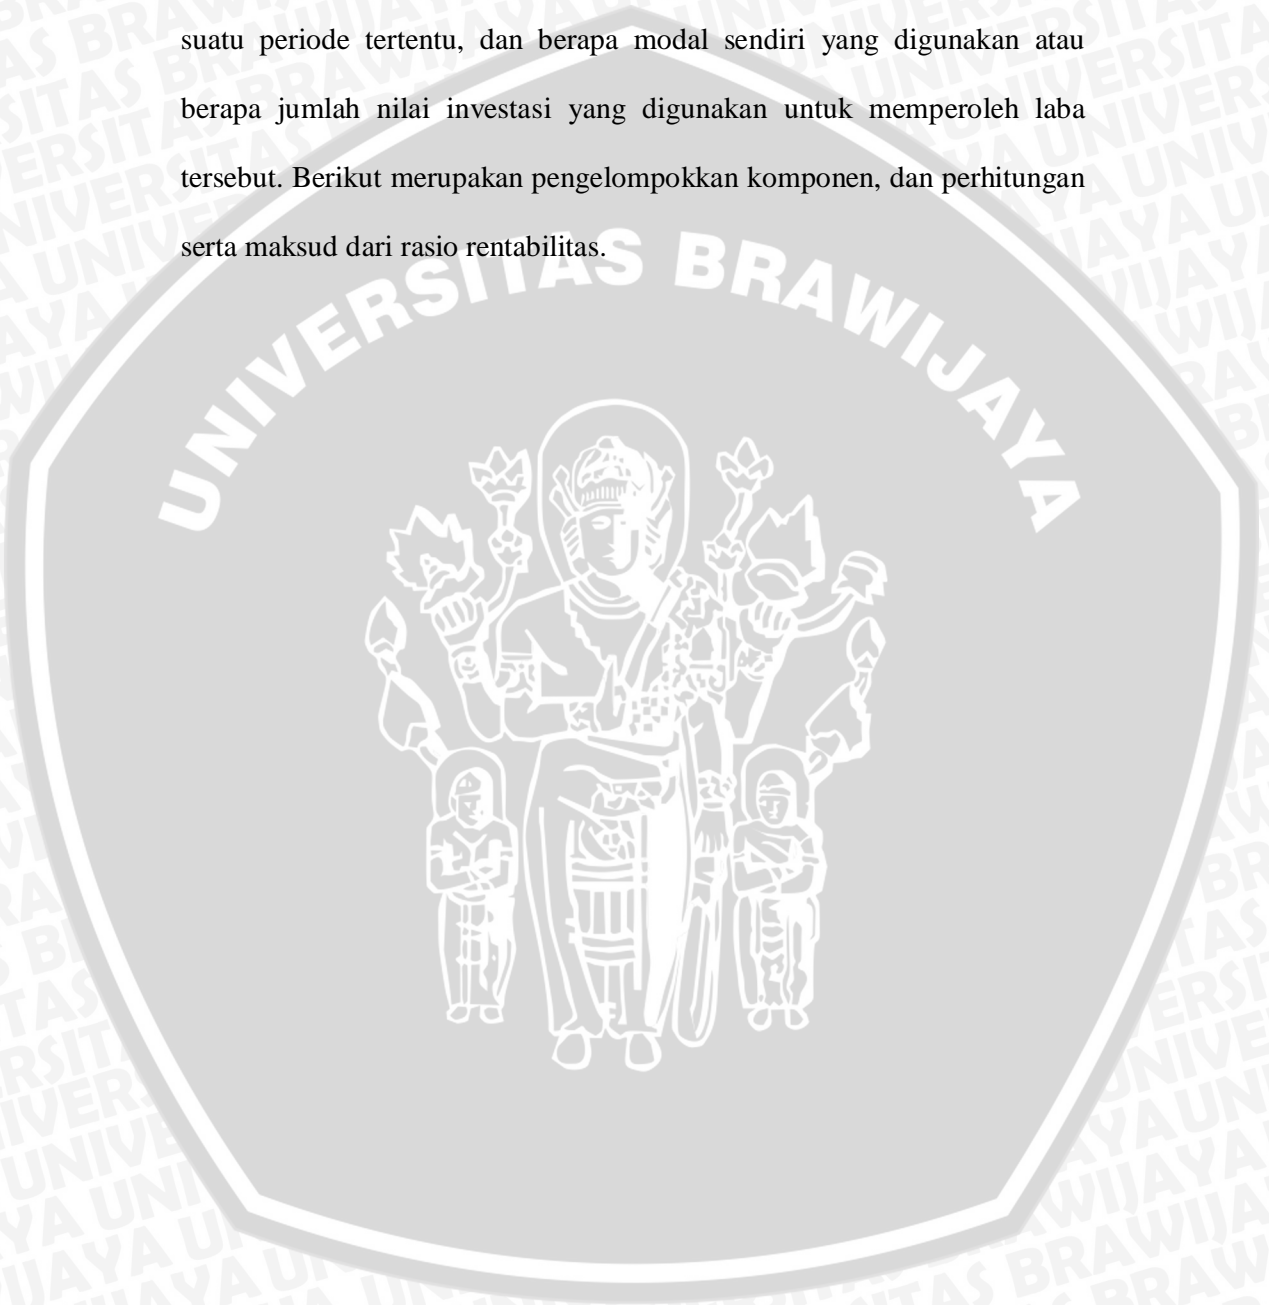 suatu periode tertentu, dan berapa modal sendiri yang digunakan atau
berapa jumlah nilai investasi yang digunakan untuk memperoleh laba
tersebut. Berikut merupakan pengelompokkan komponen, dan perhitungan
serta maksud dari rasio rentabilitas.
UNIVERSITAS BRAWIJAYA